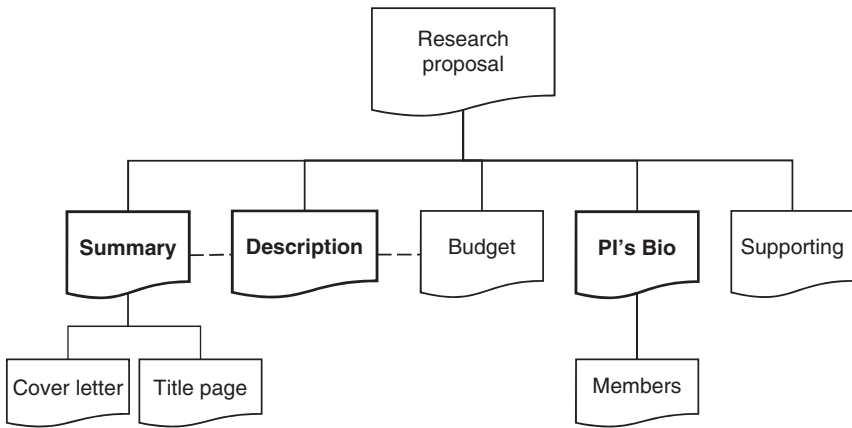 Research
proposal
Summary
Description
Budget
PI's Bio
Supporting
Cover letter
Title page
Members